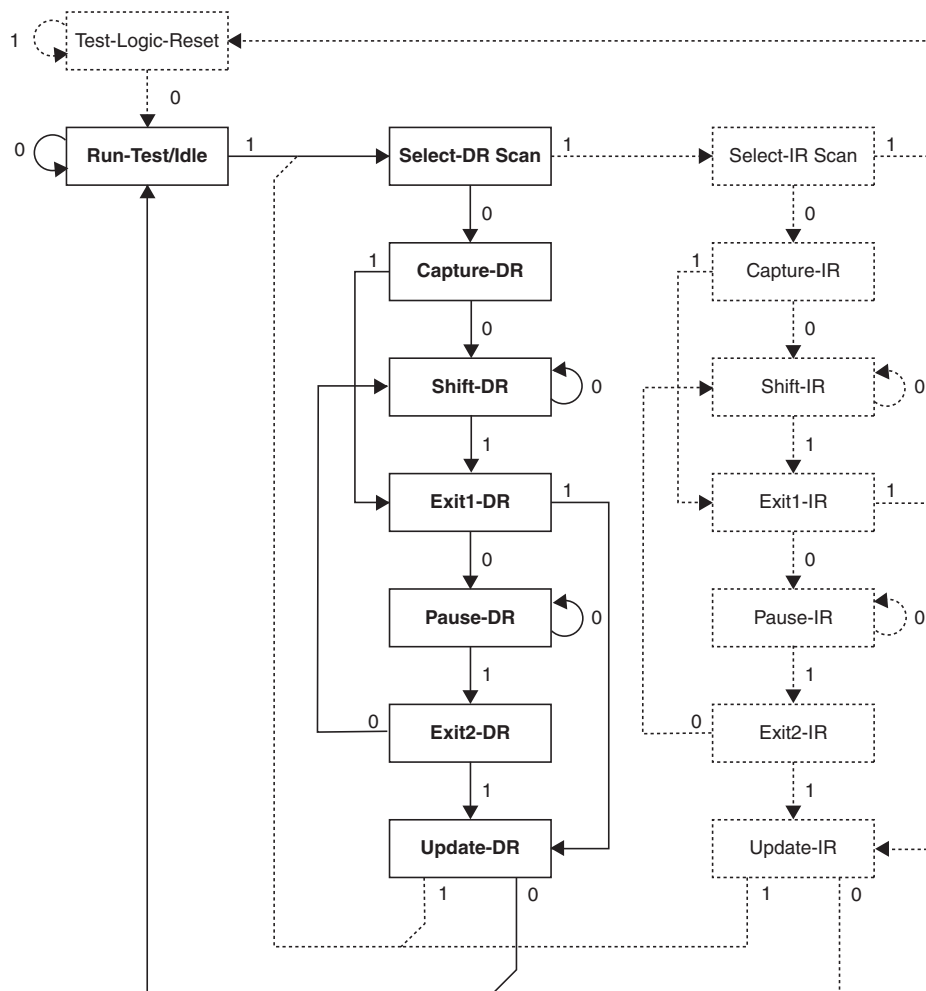 Test-Logic-Reset
1
0
Run-Test/Idle
0
1
Select-DR Scan
1
Select-IR Scan
1
0
0
1
Capture-DR
1
Capture-IR
0
0
Shift-DR
0
Shift-IR
0
1
1
Exit1-DR
1
Exit1-IR
1
0
0
Pause-DR
0
Pause-IR
0
1
1
0
Exit2-DR
0
Exit2-IR
1
1
Update-DR
Update-IR
1
0
1
0